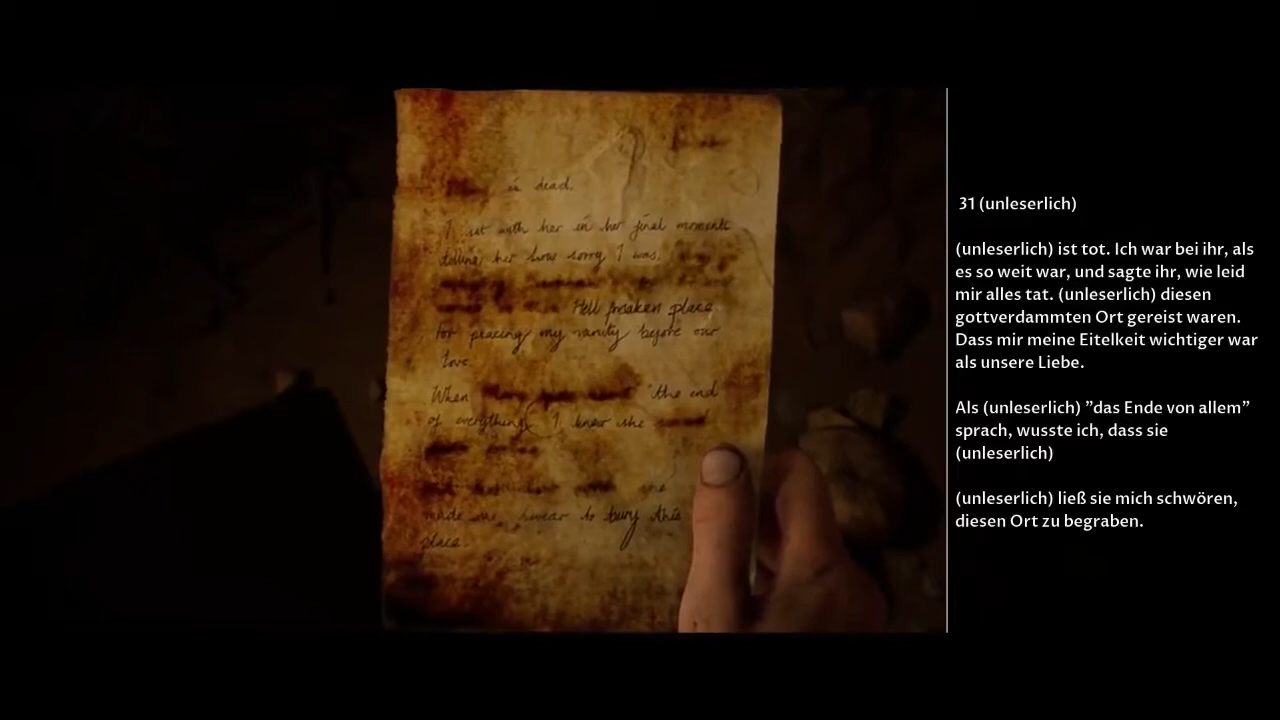 is dead.
I sat with her in her final moments
telling her how sorry I was.
Hell forsaken place.
for placing my vanity before our
love.
When "the end
of everything" I knew she
she
made me swear to bury this
place.
31 (unleserlich)
(unleserlich) ist tot. Ich war bei ihr, als
es so weit war, und sagte ihr, wie leid
mir alles tat. (unleserlich) diesen
gottverdammten Ort gereist waren.
Dass mir meine Eitelkeit wichtiger war
als unsere Liebe.
Als (unleserlich) ”das Ende von allem”
sprach, wusste ich, dass sie
(unleserlich)
(unleserlich) ließ sie mich schwören,
diesen Ort zu begraben.